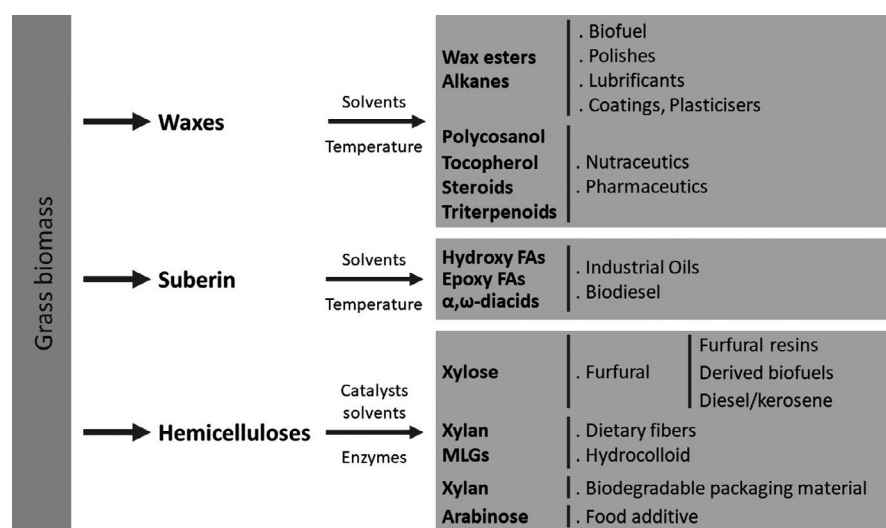 Grass biomass
Waxes
Solvents
Temperature
Wax esters
Alkanes
. Biofuel
. Polishes
. Lubrificants
. Coatings, Plasticisers
Polycosanol
Tocopherol
Steroids
Triterpenoids
. Nutraceutics
. Pharmaceutics
Suberin
Solvents
Temperature
Hydroxy FAs
Epoxy FAs
α,ω-diacids
. Industrial Oils
. Biodiesel
Hemicelluloses
Catalysts
solvents
Enzymes
Xylose
. Furfural
Furfural resins
Derived biofuels
Diesel/kerosene
Xylan
MLGs
. Dietary fibers
. Hydrocolloid
Xylan
. Biodegradable packaging material
Arabinose
. Food additive